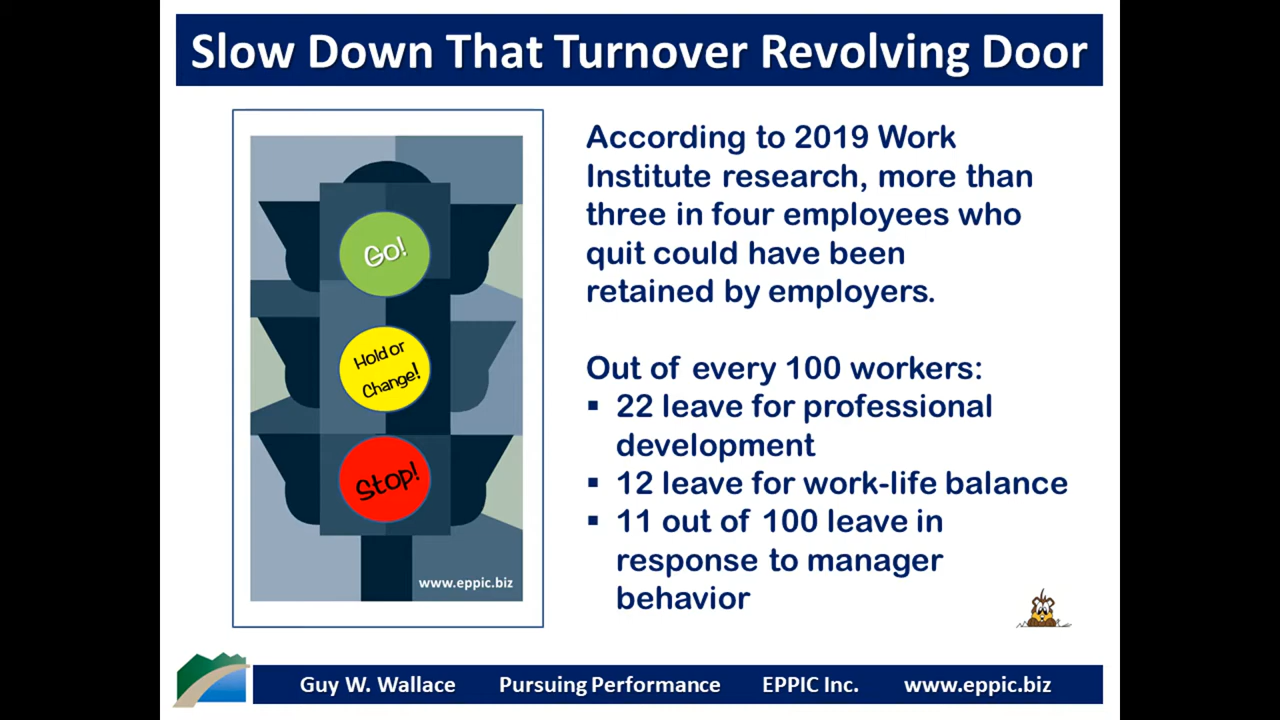 Slow Down That Turnover Revolving Door
Go!
Hold or
Change!
Stop!
www.eppic.biz
According to 2019 Work
Institute research, more than
three in four employees who
quit could have been
retained by employers.
Out of every 100 workers:
▪ 22 leave for professional
development
▪ 12 leave for work-life balance
▪ 11 out of 100 leave in
response to manager
behavior
Guy W. Wallace Pursuing Performance EPPIC Inc. www.eppic.biz